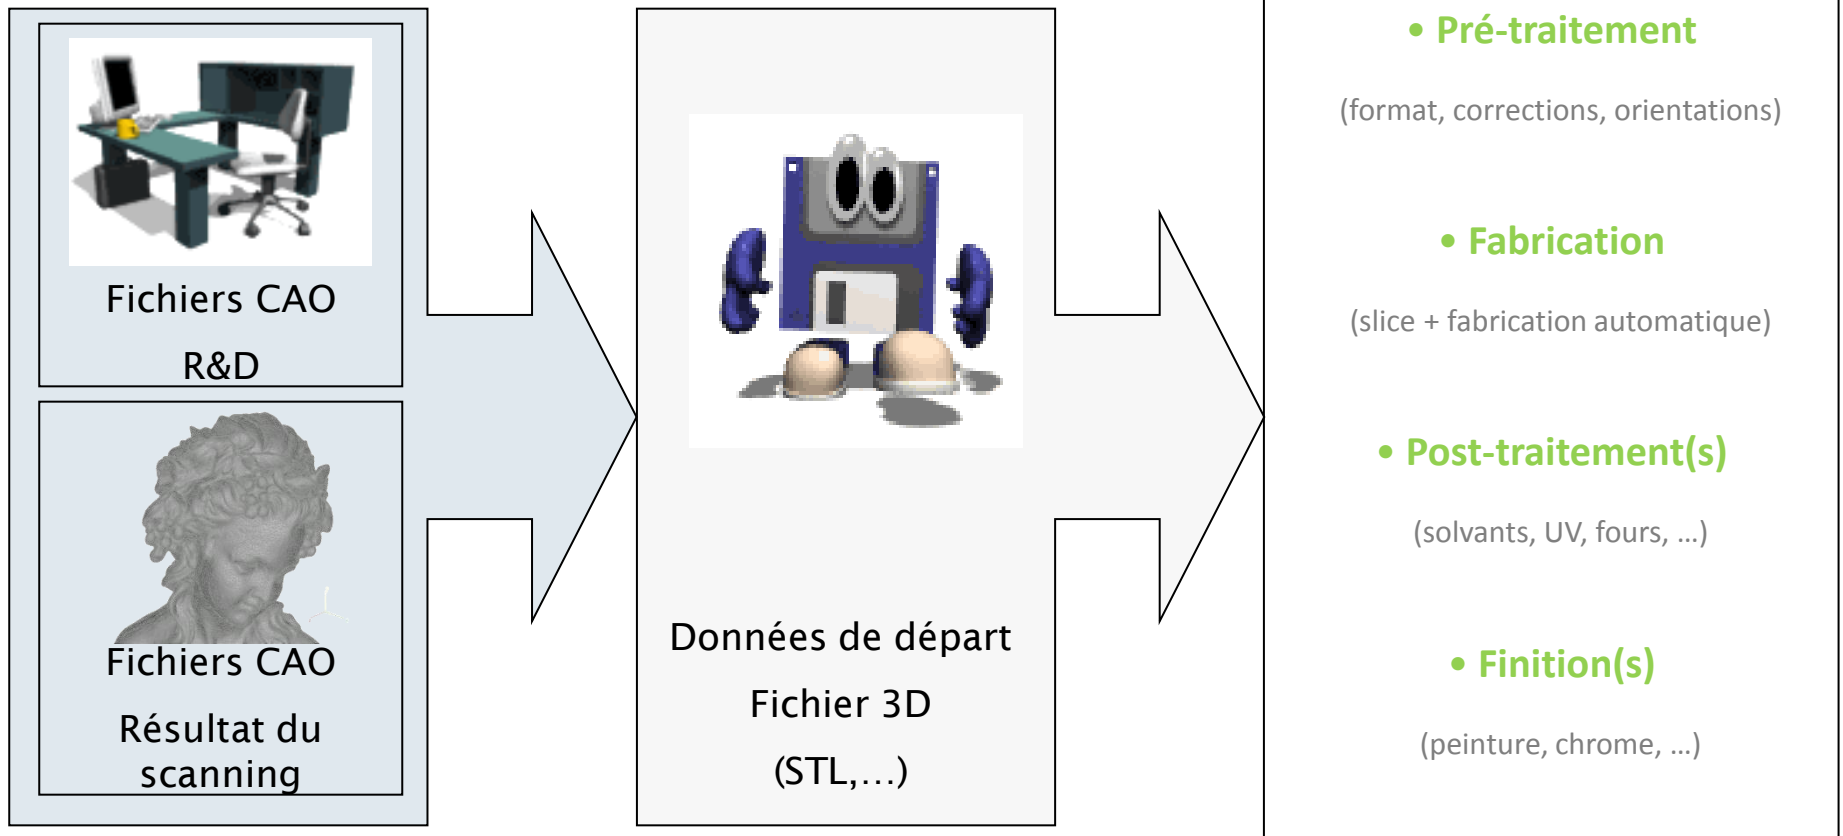 Fichiers CAO
R&D
Fichiers CAO
Résultat du
scanning
Données de départ
Fichier 3D
(STL,...)
• Pré-traitement
(format, corrections, orientations)
• Fabrication
(slice + fabrication automatique)
• Post-traitement(s)
(solvants, UV, fours, ...)
• Finition(s)
(peinture, chrome, ...)